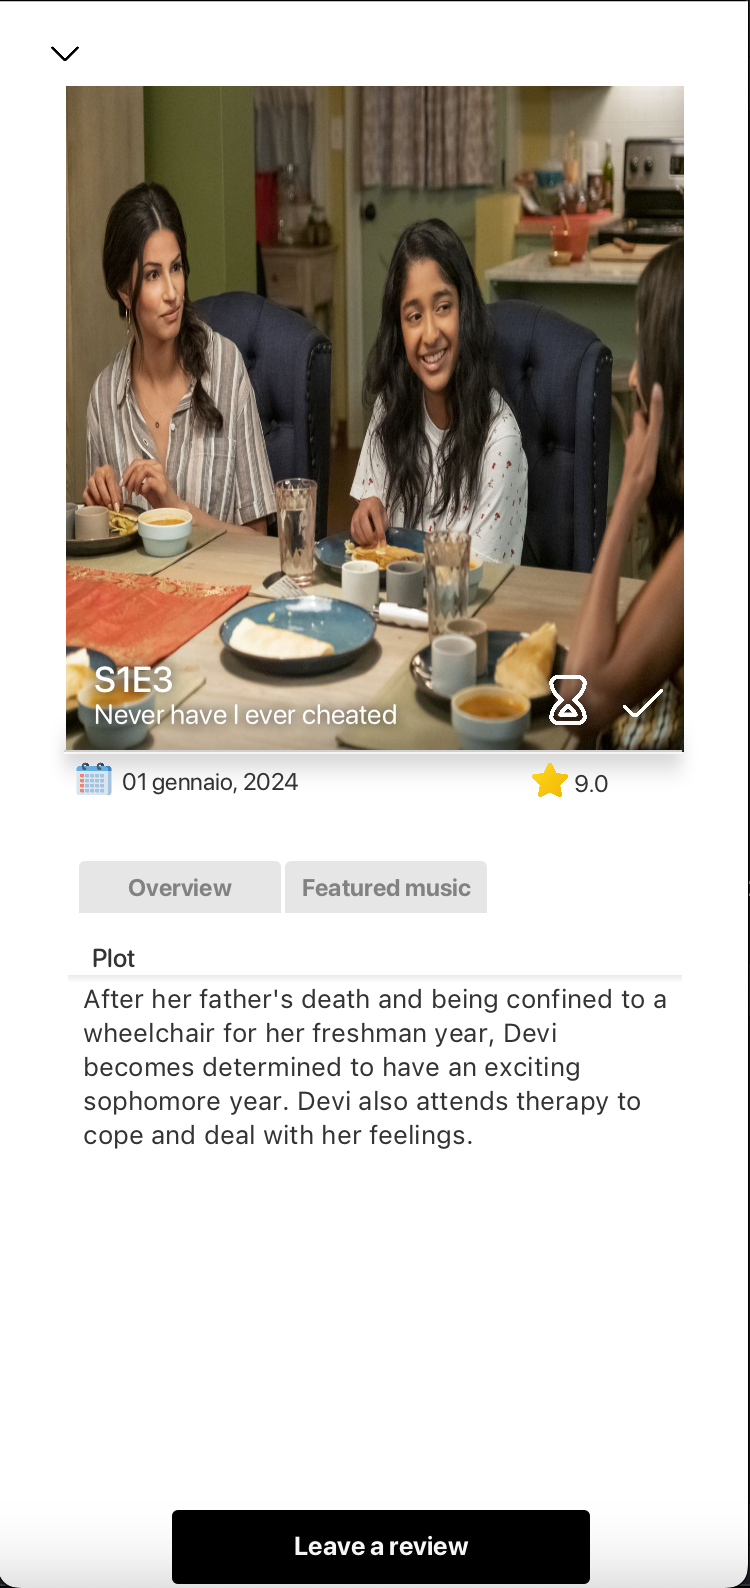 S1E3
Never have I ever cheated
01 gennaio, 2024
9.0
Overview
Featured music
Plot
After her father's death and being confined to a
wheelchair for her freshman year, Devi
becomes determined to have an exciting
sophomore year. Devi also attends therapy to
cope and deal with her feelings.
Leave a review